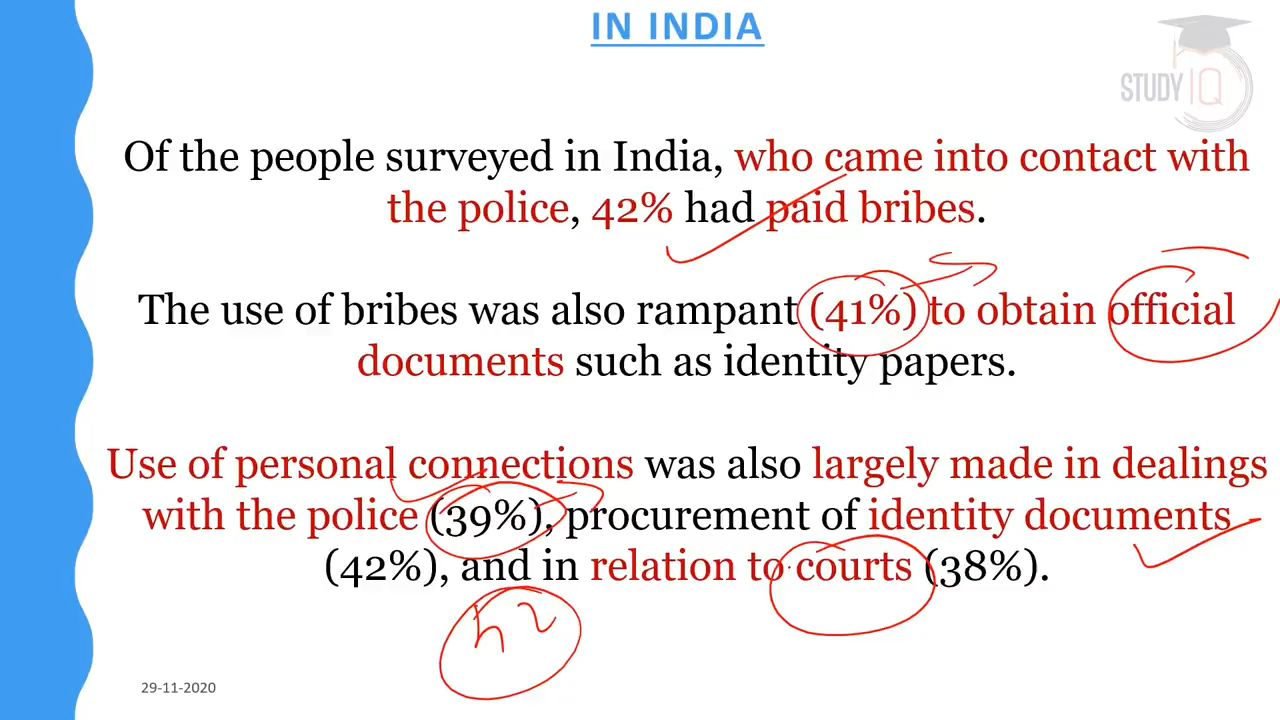 IN INDIA
STUDY IQ
Of the people surveyed in India, who came into contact with
the police, 42% had paid bribes.
The use of bribes was also rampant (41%) to obtain official
documents such as identity papers.
Use of personal connections was also largely made in dealings
with the police (39%), procurement of identity documents
(42%), and in relation to courts (38%).
29-11-2020